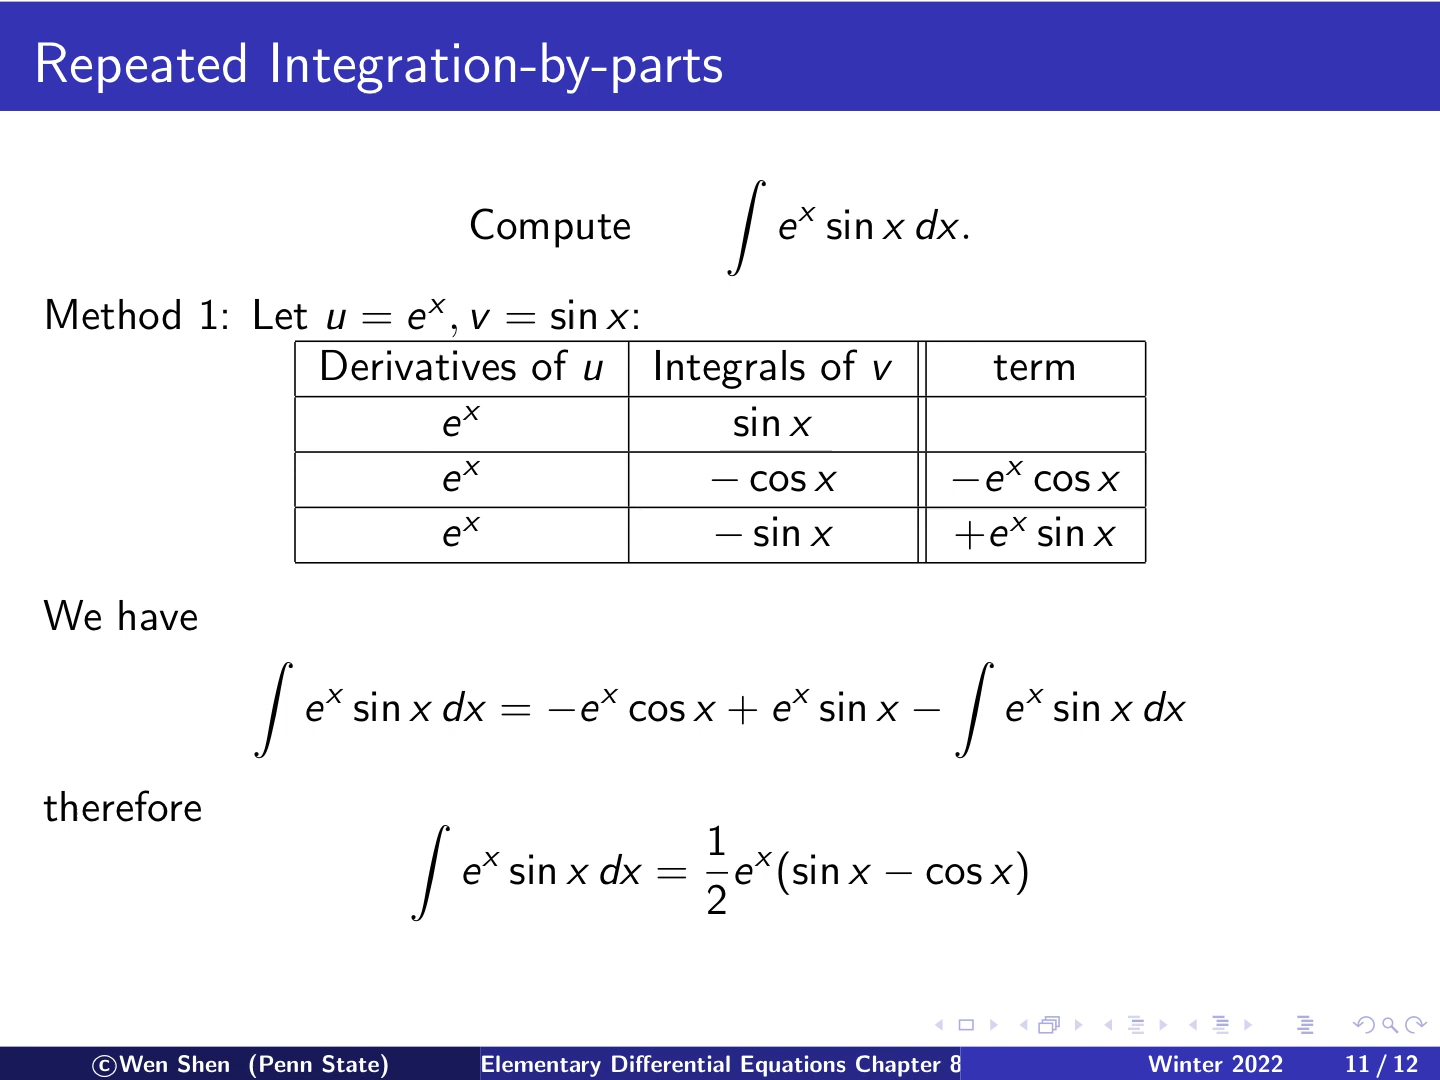 Repeated Integration-by-parts
Compute ∫ eˣ sin x dx.
Method 1: Let u = eˣ, v = sin x:
Derivatives of u | Integrals of v | term
eˣ | sin x |
eˣ | − cos x | −eˣ cos x
eˣ | − sin x | +eˣ sin x
We have
∫ eˣ sin x dx = −eˣ cos x + eˣ sin x − ∫ eˣ sin x dx
therefore
∫ eˣ sin x dx = 1/2 eˣ(sin x − cos x)
©Wen Shen (Penn State) Elementary Differential Equations Chapter 8 Winter 2022 11 / 12